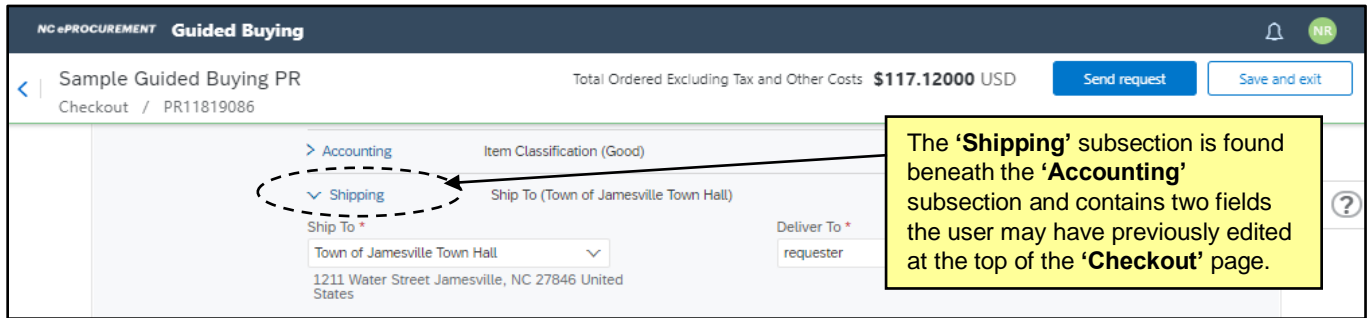 NC ePROCUREMENT Guided Buying
NR
Sample Guided Buying PR
Total Ordered Excluding Tax and Other Costs $117.12000 USD
Send request
Save and exit
Checkout / PR11819086
> Accounting
Item Classification (Good)
Shipping
Ship To (Town of Jamesville Town Hall)
Ship To *
Deliver To *
Town of Jamesville Town Hall
requester
1211 Water Street Jamesville, NC 27846 United
States
The ‘Shipping’ subsection is found
beneath the ‘Accounting’
subsection and contains two fields
the user may have previously edited
at the top of the ‘Checkout’ page.
?